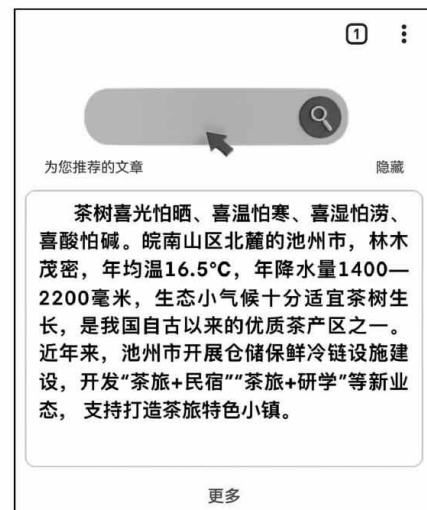 1
为您推荐的文章 隐藏
茶树喜光怕晒、喜温怕寒、喜湿怕涝、
喜酸怕碱。皖南山区北麓的池州市，林木
茂密，年均温16.5℃，年降水量1400—
2200毫米，生态小气候十分适宜茶树生
长，是我国自古以来的优质茶产区之一。
近年来，池州市开展仓储保鲜冷链设施建
设，开发“茶旅+民宿”“茶旅+研学”等新业
态， 支持打造茶旅特色小镇。
更多